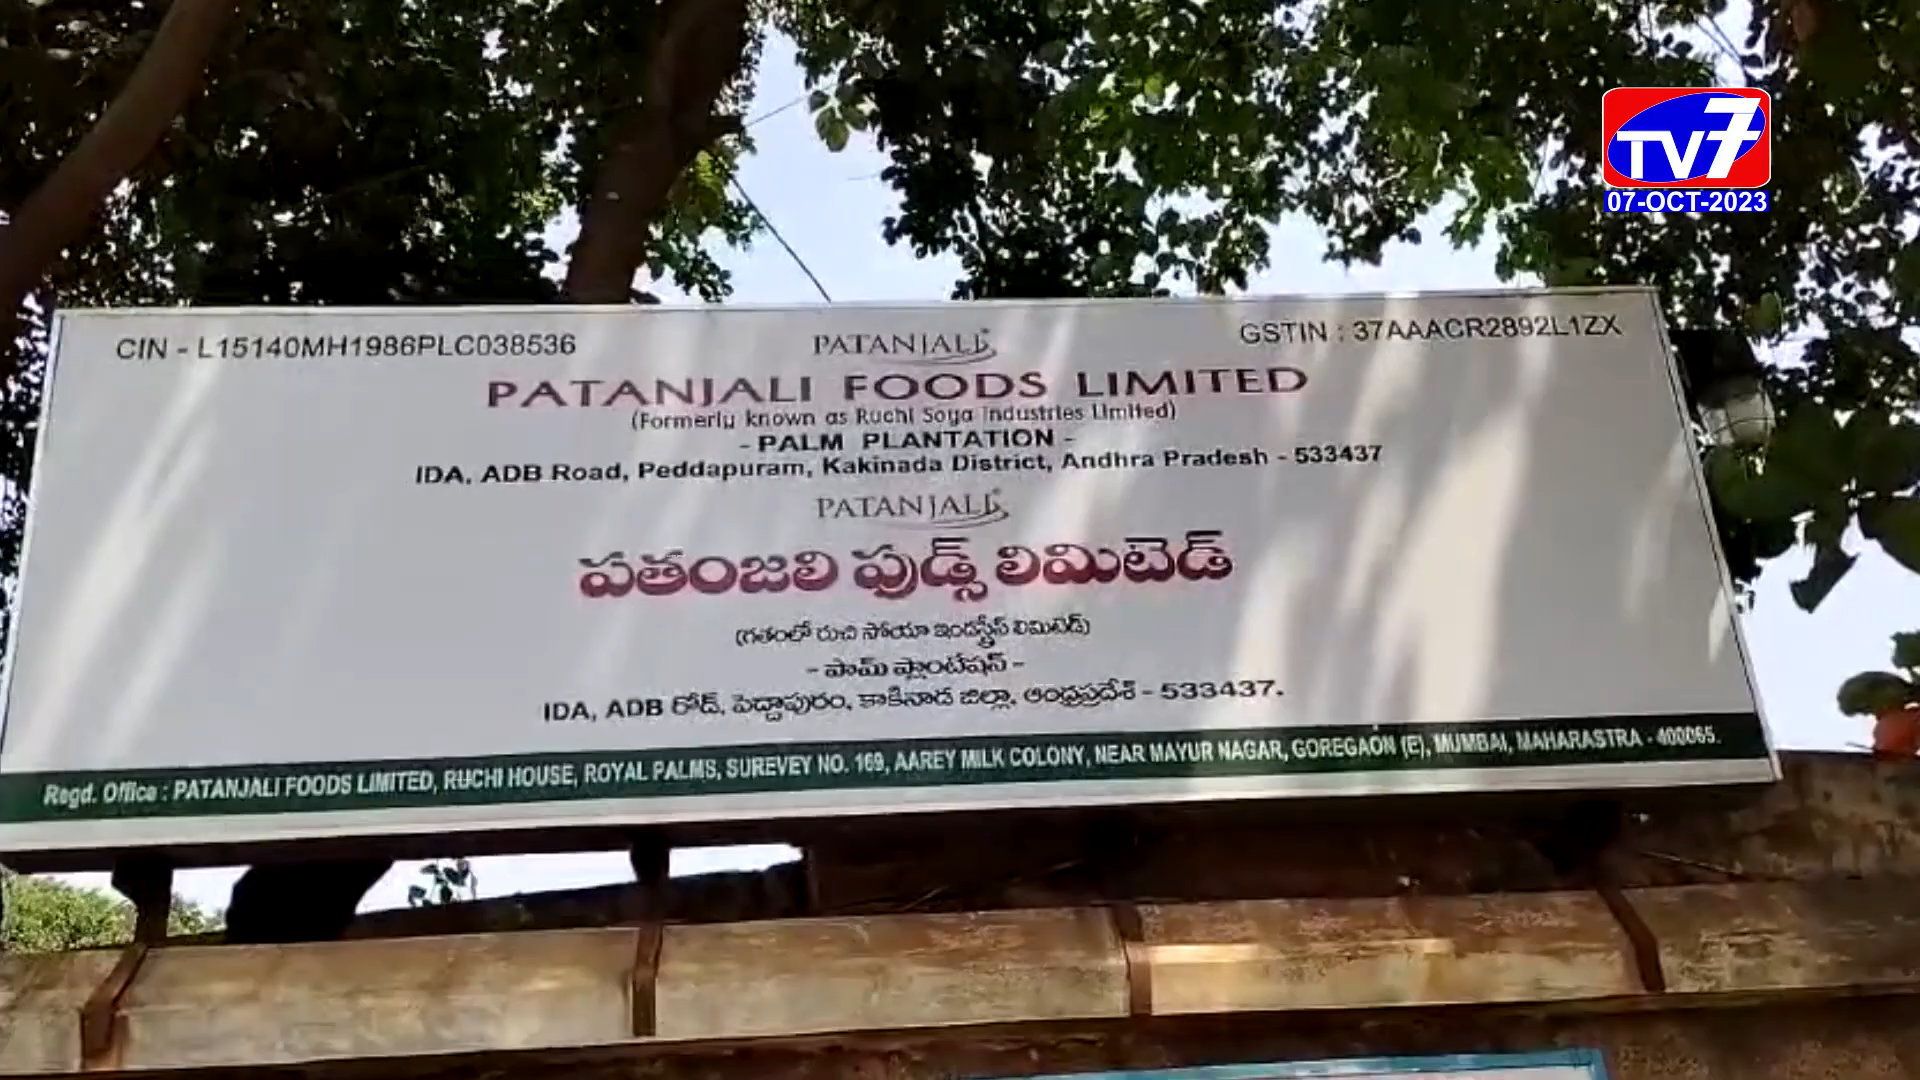 TV7
07-OCT-2023
CIN - L15140MH1986PLC038536
PATANJALI®
GSTIN : 37AAACR2892L1ZX
PATANJALI FOODS LIMITED
(Formerly known as Ruchi Soya Industries Limited)
- PALM PLANTATION -
IDA, ADB Road, Peddapuram, Kakinada District, Andhra Pradesh - 533437
PATANJALI®
పతంజలి ఫుడ్స్ లిమిటెడ్
(గతంలో రుచి సోయా ఇండస్ట్రీస్ లిమిటెడ్)
- పామ్ ప్లాంటేషన్ -
IDA, ADB రోడ్, పెద్దాపురం, కాకినాడ జిల్లా, ఆంధ్రప్రదేశ్ - 533437.
Regd. Office : PATANJALI FOODS LIMITED, RUCHI HOUSE, ROYAL PALMS, SUREVEY NO. 169, AAREY MILK COLONY, NEAR MAYUR NAGAR, GOREGAON (E), MUMBAI, MAHARASTRA - 400065.